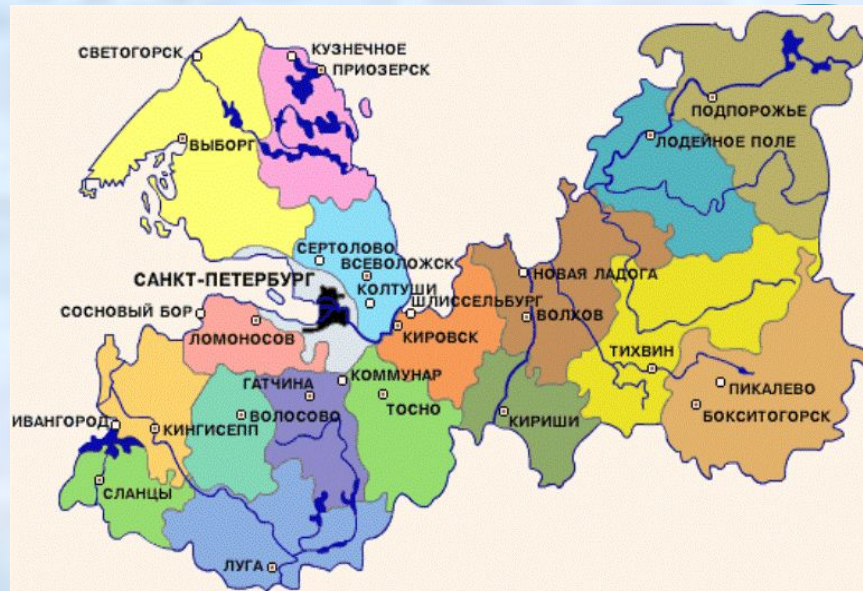 СВЕТОГОРСК
КУЗНЕЧНОЕ
ПРИОЗЕРСК
ВЫБОРГ
ПОДПОРОЖЬЕ
ЛОДЕЙНОЕ ПОЛЕ
СЕРТОЛОВО
ВСЕВОЛОЖСК
САНКТ-ПЕТЕРБУРГ
КОЛТУШИ
НОВАЯ ЛАДОГА
ШЛИССЕЛЬБУРГ
СОСНОВЫЙ БОР
ВОЛХОВ
ЛОМОНОСОВ
КИРОВСК
ТИХВИН
КОММУНАР
ГАТЧИНА
ПИКАЛЕВО
ТОСНО
БОКСИТОГОРСК
ВОЛОСОВО
КИРИШИ
ИВАНГОРОД
КИНГИСЕПП
СЛАНЦЫ
ЛУГА